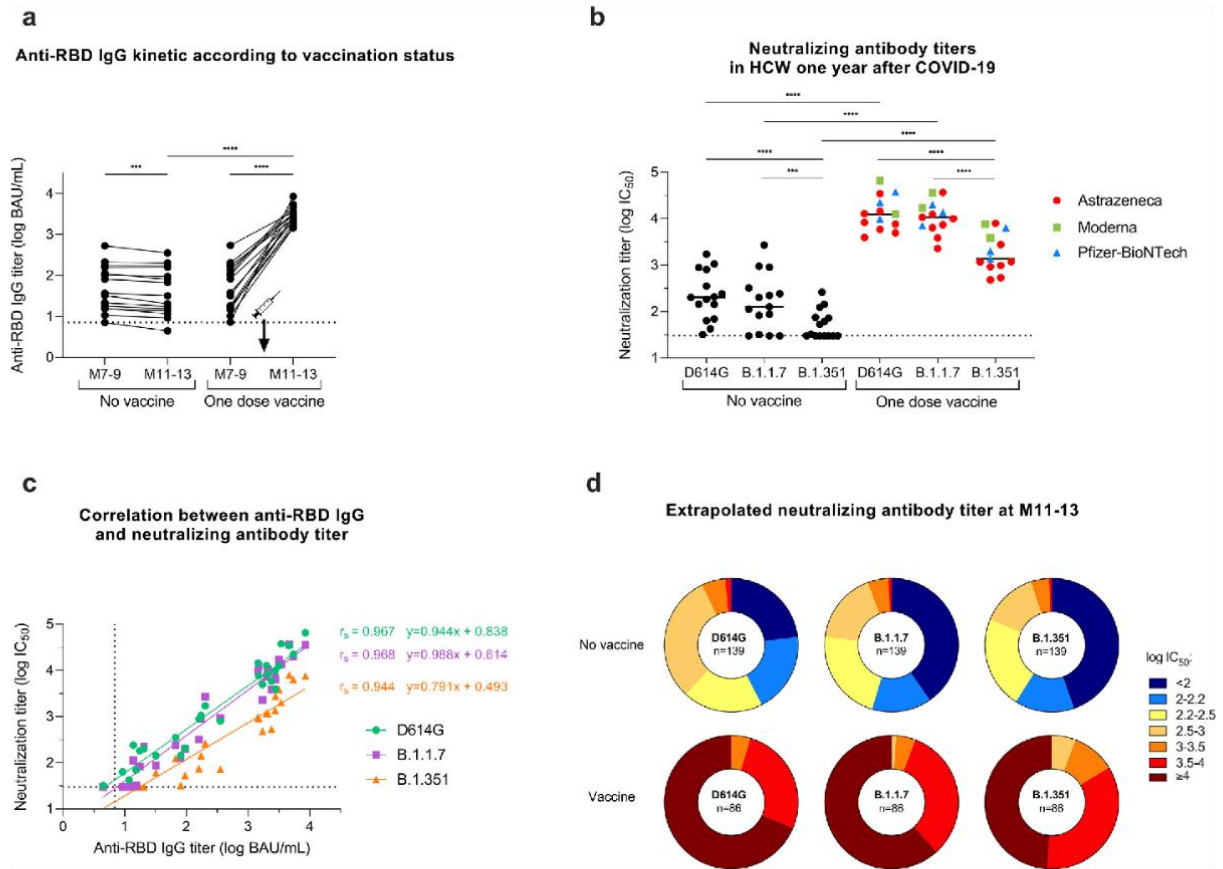 a
Anti-RBD IgG kinetic according to vaccination status
Anti-RBD IgG titer (log BAU/mL)
***
****
****
4
3
2
1
0
M7-9
M11-13
M7-9
M11-13
No vaccine
One dose vaccine
b
Neutralizing antibody titers
in HCW one year after COVID-19
Neutralization titer (log IC50)
****
****
****
****
****
***
****
5
4
3
2
1
D614G
B.1.1.7
B.1.351
D614G
B.1.1.7
B.1.351
No vaccine
One dose vaccine
Astrazeneca
Moderna
Pfizer-BioNTech
c
Correlation between anti-RBD IgG
and neutralizing antibody titer
Neutralization titer (log IC50)
5
4
3
2
1
0
1
2
3
4
5
Anti-RBD IgG titer (log BAU/mL)
rs = 0.967 y=0.944x + 0.838
rs = 0.968 y=0.988x + 0.614
rs = 0.944 y=0.791x + 0.493
D614G
B.1.1.7
B.1.351
d
Extrapolated neutralizing antibody titer at M11-13
No vaccine
D614G
n=139
B.1.1.7
n=139
B.1.351
n=139
Vaccine
D614G
n=86
B.1.1.7
n=86
B.1.351
n=86
log IC50:
<2
2-2.2
2.2-2.5
2.5-3
3-3.5
3.5-4
≥4